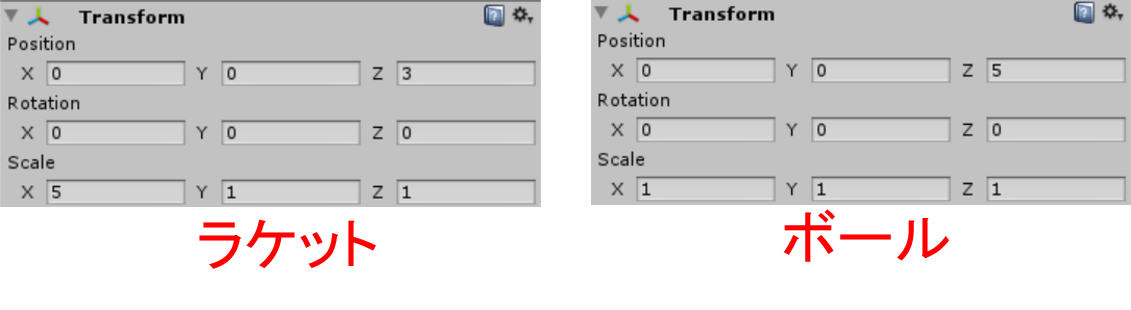 Transform
Position
X 0 Y 0 Z 3
Rotation
X 0 Y 0 Z 0
Scale
X 5 Y 1 Z 1
ラケット
Transform
Position
X 0 Y 0 Z 5
Rotation
X 0 Y 0 Z 0
Scale
X 1 Y 1 Z 1
ボール